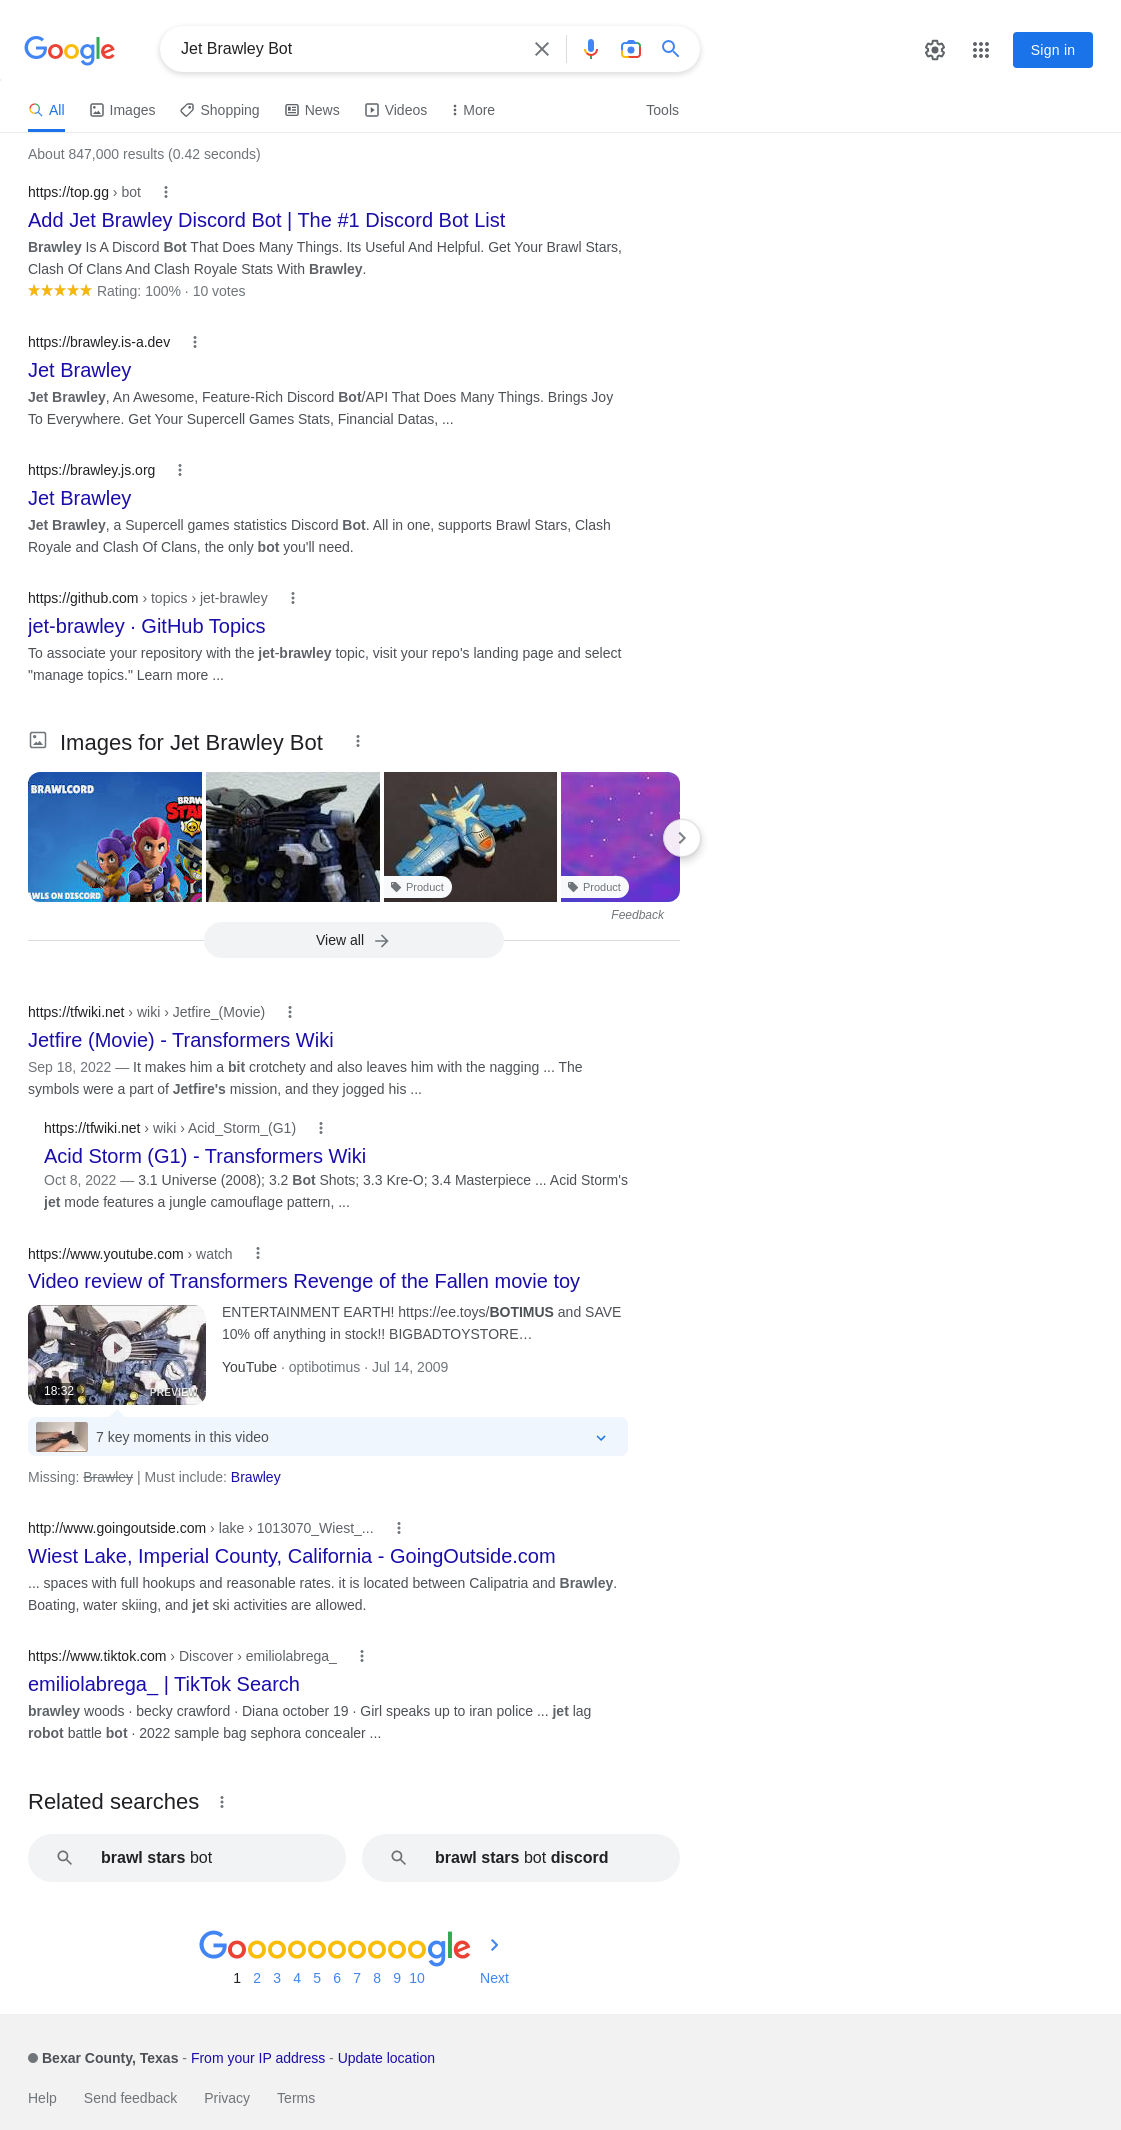 Google
Jet Brawley Bot
Sign in
All
Images
Shopping
News
Videos
More
Tools
About 847,000 results (0.42 seconds)
https://top.gg › bot
Add Jet Brawley Discord Bot | The #1 Discord Bot List
Brawley Is A Discord Bot That Does Many Things. Its Useful And Helpful. Get Your Brawl Stars,
Clash Of Clans And Clash Royale Stats With Brawley.
Rating: 100% · 10 votes
https://brawley.is-a.dev
Jet Brawley
Jet Brawley, An Awesome, Feature-Rich Discord Bot/API That Does Many Things. Brings Joy
To Everywhere. Get Your Supercell Games Stats, Financial Datas, ...
https://brawley.js.org
Jet Brawley
Jet Brawley, a Supercell games statistics Discord Bot. All in one, supports Brawl Stars, Clash
Royale and Clash Of Clans, the only bot you'll need.
https://github.com › topics › jet-brawley
jet-brawley · GitHub Topics
To associate your repository with the jet-brawley topic, visit your repo's landing page and select
"manage topics." Learn more ...
Images for Jet Brawley Bot
BRAWLCORD
BRAW
STA
AWLS ON DISCORD
Product
Product
Feedback
View all
https://tfwiki.net › wiki › Jetfire_(Movie)
Jetfire (Movie) - Transformers Wiki
Sep 18, 2022 — It makes him a bit crotchety and also leaves him with the nagging ... The
symbols were a part of Jetfire's mission, and they jogged his ...
https://tfwiki.net › wiki › Acid_Storm_(G1)
Acid Storm (G1) - Transformers Wiki
Oct 8, 2022 — 3.1 Universe (2008); 3.2 Bot Shots; 3.3 Kre-O; 3.4 Masterpiece ... Acid Storm's
jet mode features a jungle camouflage pattern, ...
https://www.youtube.com › watch
Video review of Transformers Revenge of the Fallen movie toy
ENTERTAINMENT EARTH! https://ee.toys/BOTIMUS and SAVE
10% off anything in stock!! BIGBADTOYSTORE…
YouTube · optibotimus · Jul 14, 2009
18:32
PREVIEW
7 key moments in this video
Missing: Brawley | Must include: Brawley
http://www.goingoutside.com › lake › 1013070_Wiest_...
Wiest Lake, Imperial County, California - GoingOutside.com
... spaces with full hookups and reasonable rates. it is located between Calipatria and Brawley.
Boating, water skiing, and jet ski activities are allowed.
https://www.tiktok.com › Discover › emiliolabrega_
emiliolabrega_ | TikTok Search
brawley woods · becky crawford · Diana october 19 · Girl speaks up to iran police ... jet lag
robot battle bot · 2022 sample bag sephora concealer ...
Related searches
brawl stars bot
brawl stars bot discord
Goooooooooogle
1 2 3 4 5 6 7 8 9 10 Next
Bexar County, Texas - From your IP address - Update location
Help Send feedback Privacy Terms